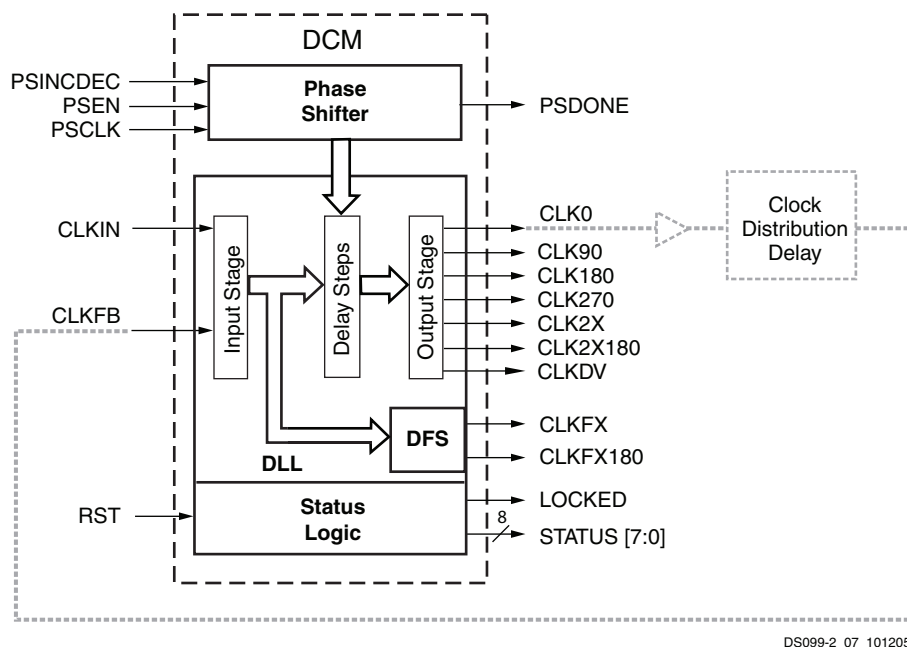 DCM
PSINCDEC
PSEN
PSCLK
Phase
Shifter
PSDONE
CLKIN
CLKFB
Input Stage
Delay Steps
Output Stage
CLK0
CLK90
CLK180
CLK270
CLK2X
CLK2X180
CLKDV
Clock
Distribution
Delay
DFS
DLL
CLKFX
CLKFX180
RST
Status
Logic
LOCKED
8
STATUS [7:0]
DS099-2_07_101205